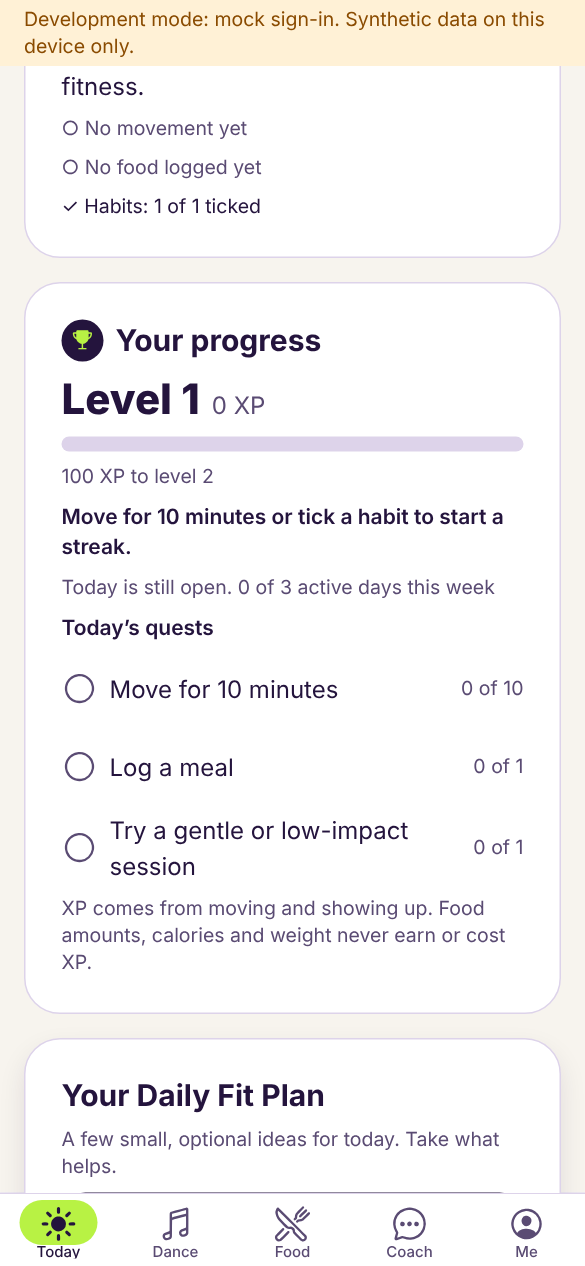 Development mode: mock sign-in. Synthetic data on this
device only.
fitness.
No movement yet
No food logged yet
✓ Habits: 1 of 1 ticked
Your progress
Level 1 0 XP
100 XP to level 2
Move for 10 minutes or tick a habit to start a
streak.
Today is still open. 0 of 3 active days this week
Today’s quests
Move for 10 minutes 0 of 10
Log a meal 0 of 1
Try a gentle or low-impact
session 0 of 1
XP comes from moving and showing up. Food
amounts, calories and weight never earn or cost
XP.
Your Daily Fit Plan
A few small, optional ideas for today. Take what
helps.
Today Dance Food Coach Me